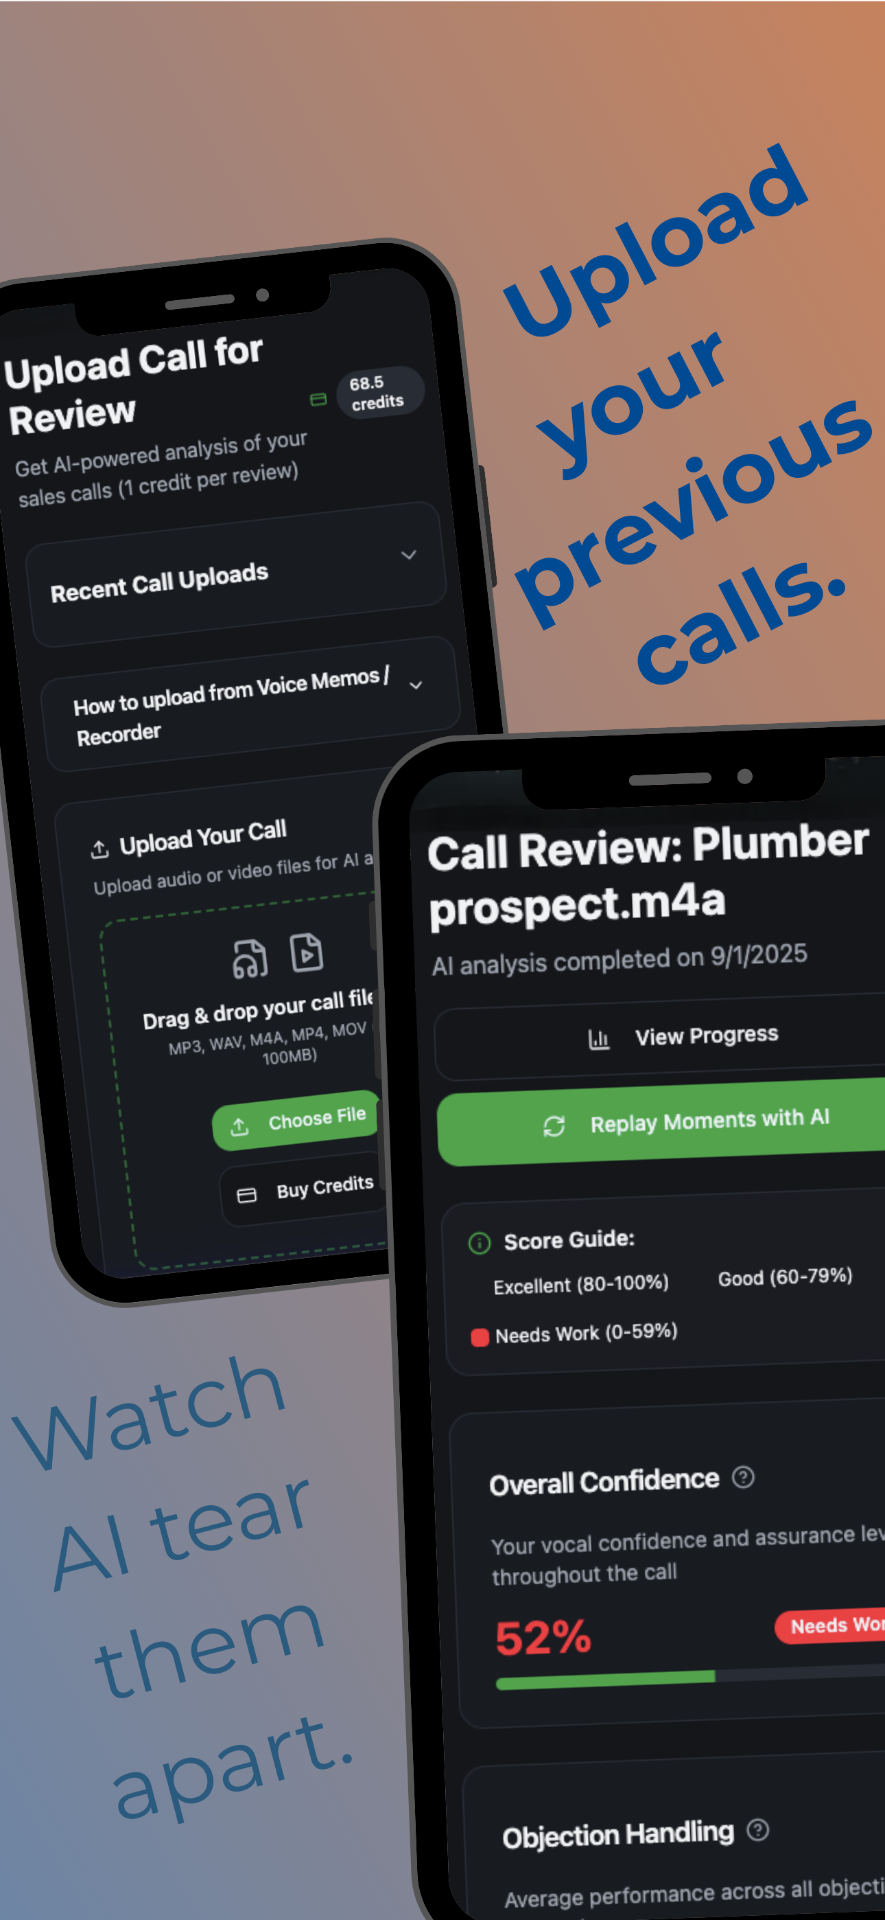 Upload
your
previous
calls.
Upload Call for
Review
68.5
credits
Get AI-powered analysis of your
sales calls (1 credit per review)
Recent Call Uploads
How to upload from Voice Memos /
Recorder
Upload Your Call
Upload audio or video files for AI a
Drag & drop your call file
MP3, WAV, M4A, MP4, MOV
100MB)
Choose File
Buy Credits
Call Review: Plumber
prospect.m4a
AI analysis completed on 9/1/2025
View Progress
Replay Moments with AI
Score Guide:
Excellent (80-100%) Good (60-79%)
Needs Work (0-59%)
Overall Confidence
Your vocal confidence and assurance lev
throughout the call
52%
Needs Wor
Objection Handling
Average performance across all objecti
Watch
AI tear
them
apart.